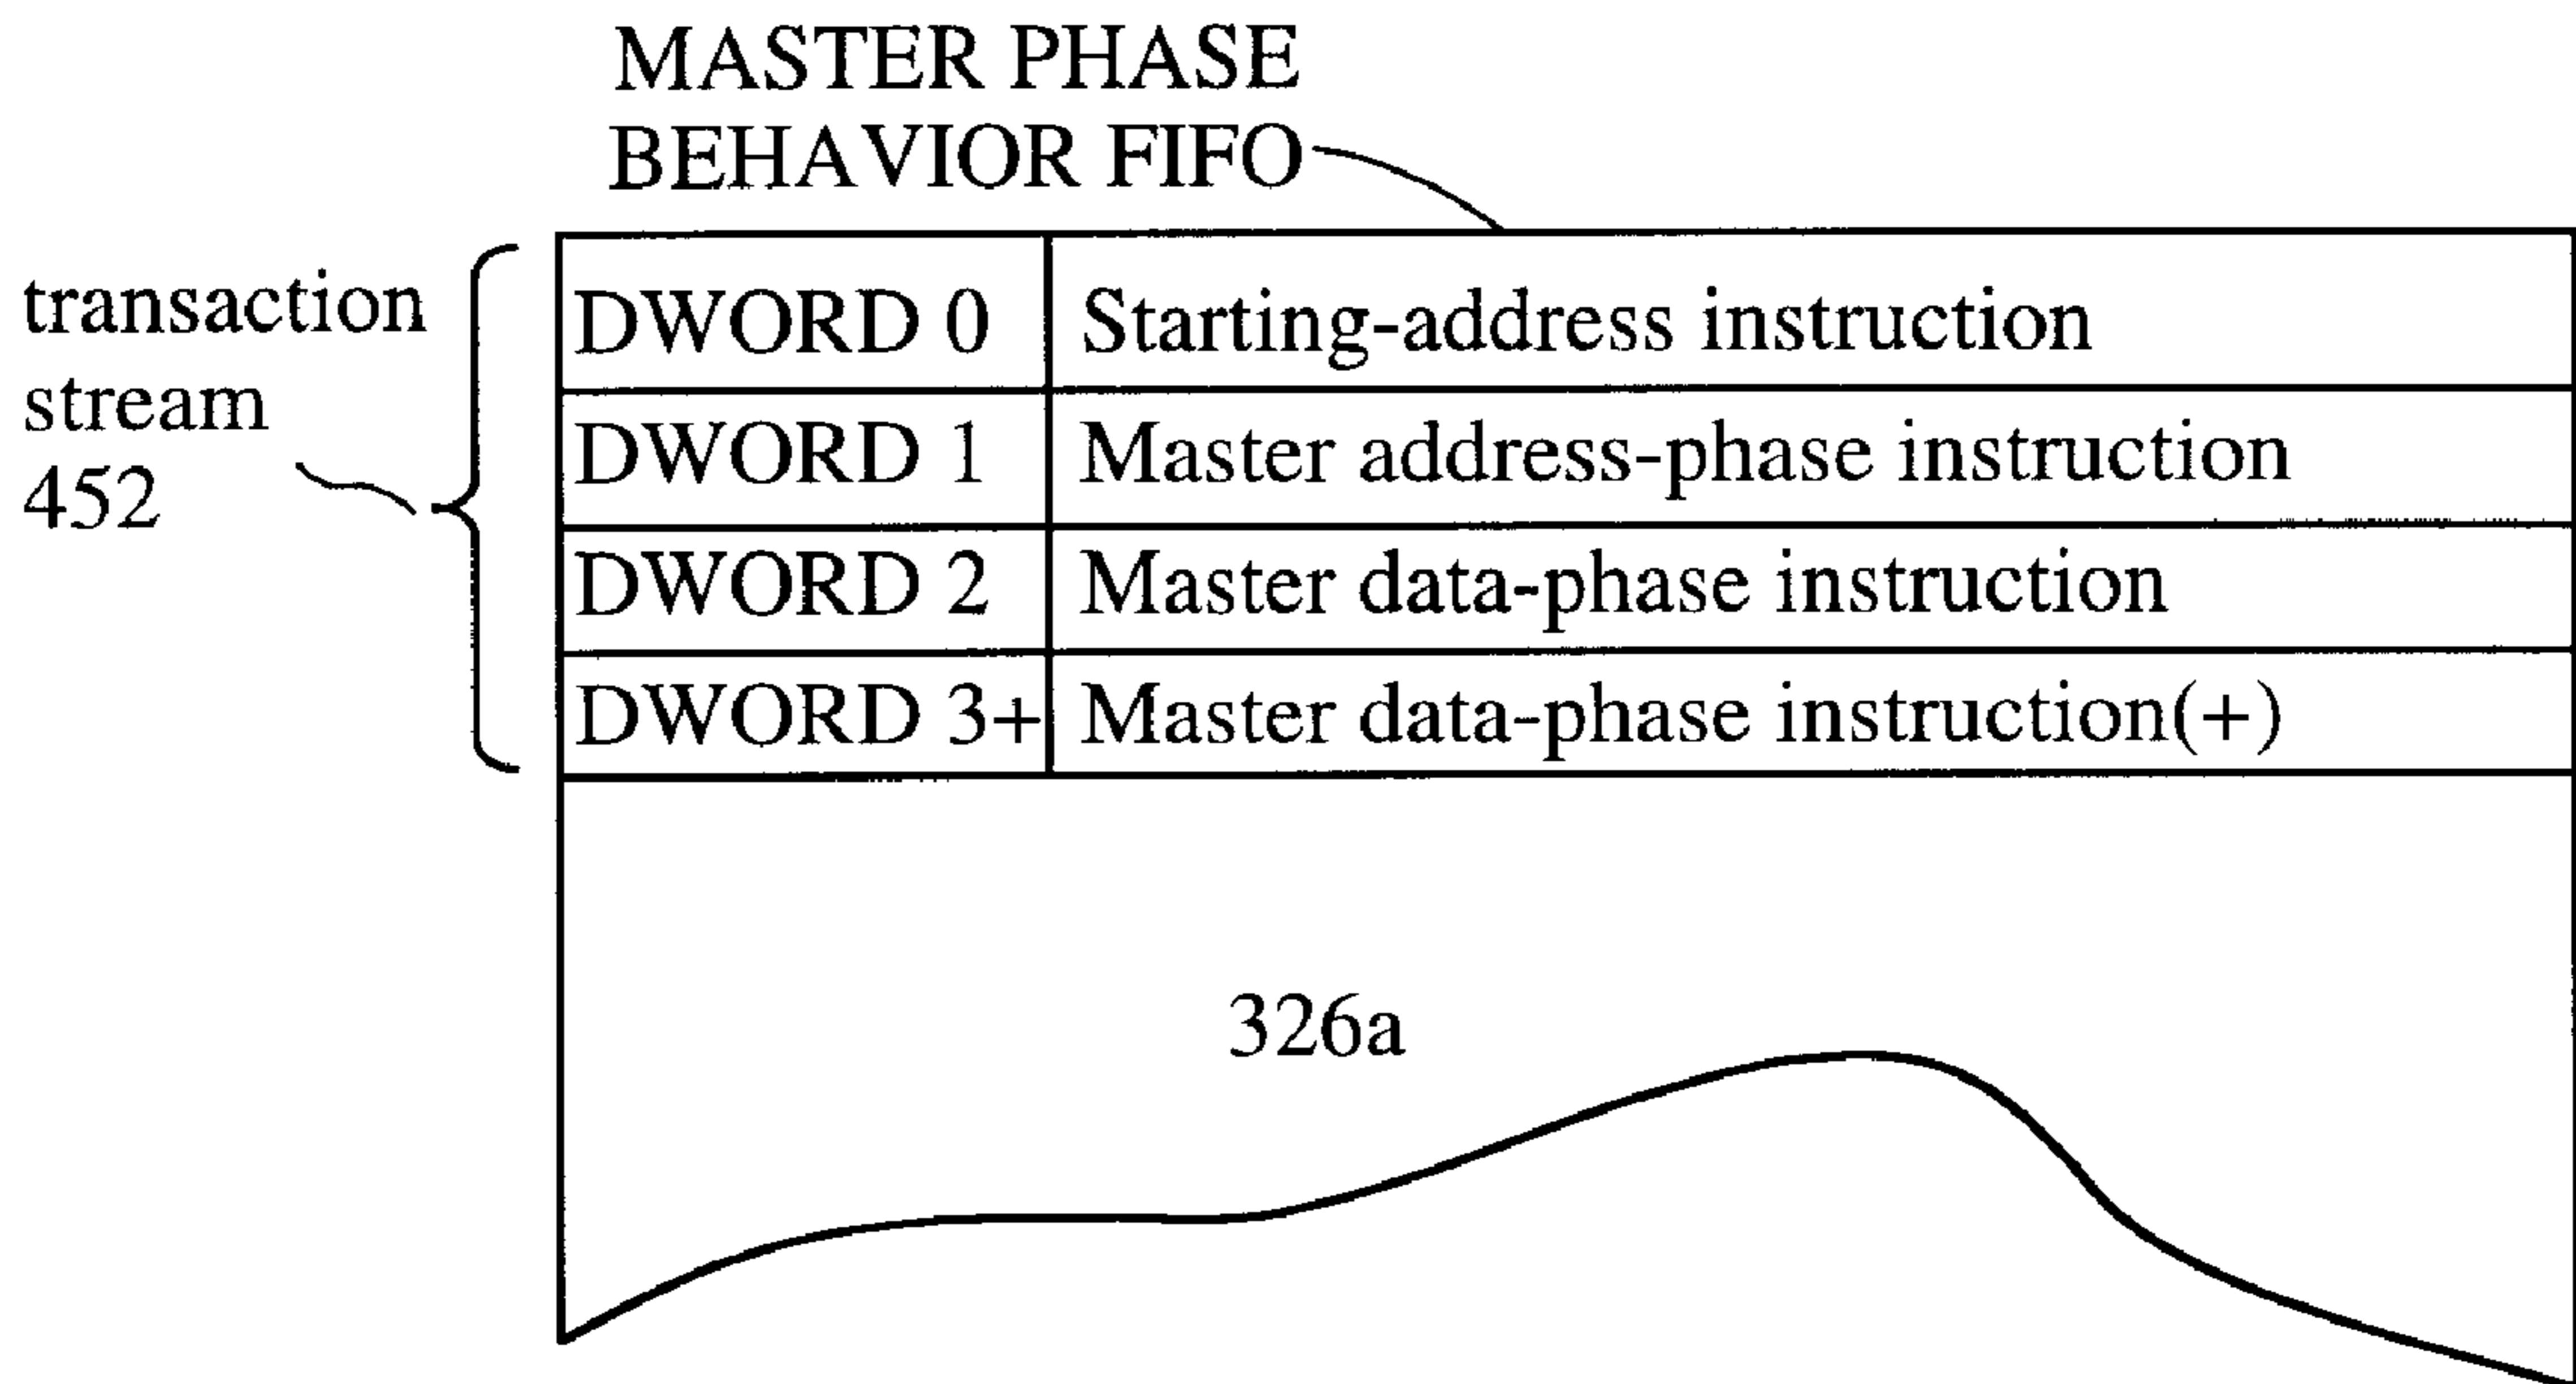 MASTER PHASE
BEHAVIOR FIFO
transaction
stream
452
DWORD 0 Starting-address instruction
DWORD 1 Master address-phase instruction
DWORD 2 Master data-phase instruction
DWORD 3+ Master data-phase instruction(+)
326a